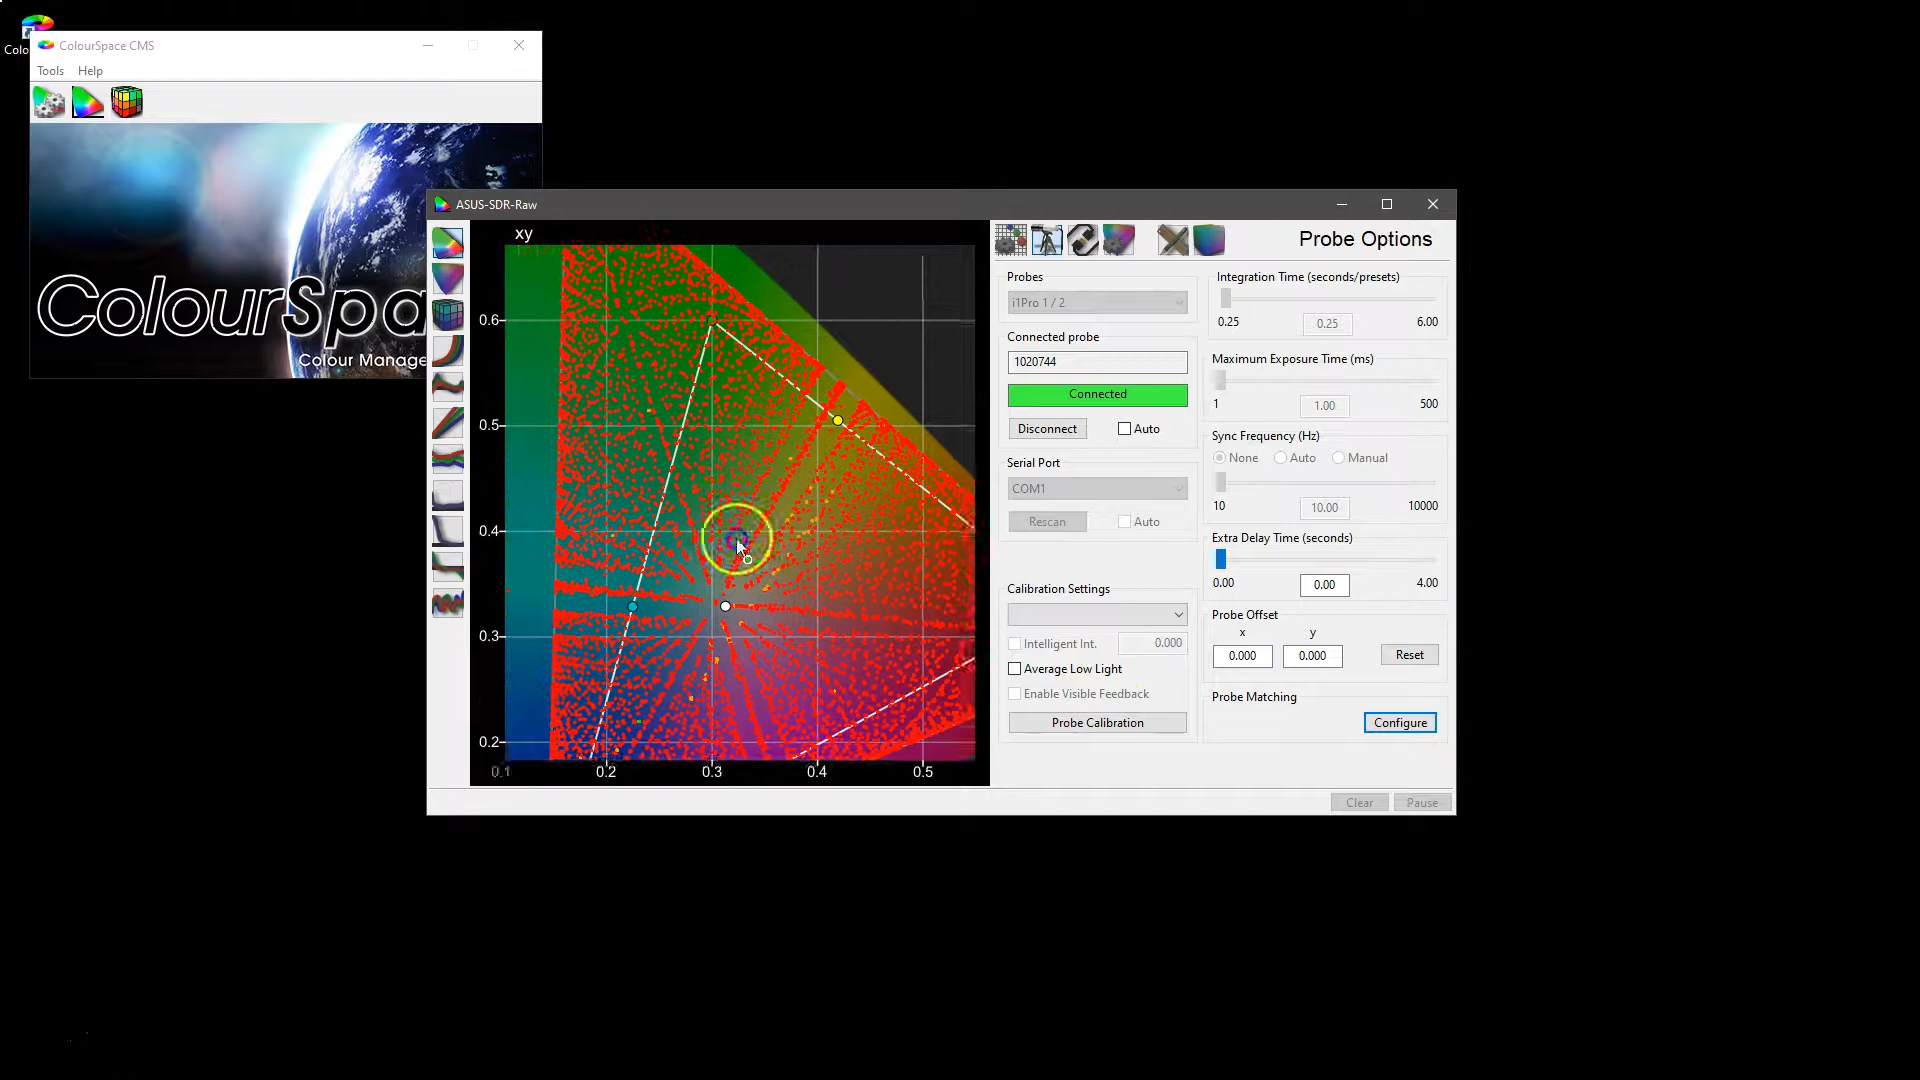 Colo
ColourSpace CMS
Tools Help
ColourSpa
Colour Manage
ASUS-SDR-Raw
xy
0.6
0.5
0.4
0.3
0.2
0.1 0.2 0.3 0.4 0.5
Probe Options
Probes
i1Pro 1 / 2
Connected probe
1020744
Connected
Disconnect Auto
Serial Port
COM1
Rescan Auto
Calibration Settings
Intelligent Int. 0.000
Average Low Light
Enable Visible Feedback
Probe Calibration
Integration Time (seconds/presets)
0.25 0.25 6.00
Maximum Exposure Time (ms)
1 1.00 500
Sync Frequency (Hz)
None Auto Manual
10 10.00 10000
Extra Delay Time (seconds)
0.00 0.00 4.00
Probe Offset
x y
0.000 0.000 Reset
Probe Matching
Configure
Clear Pause